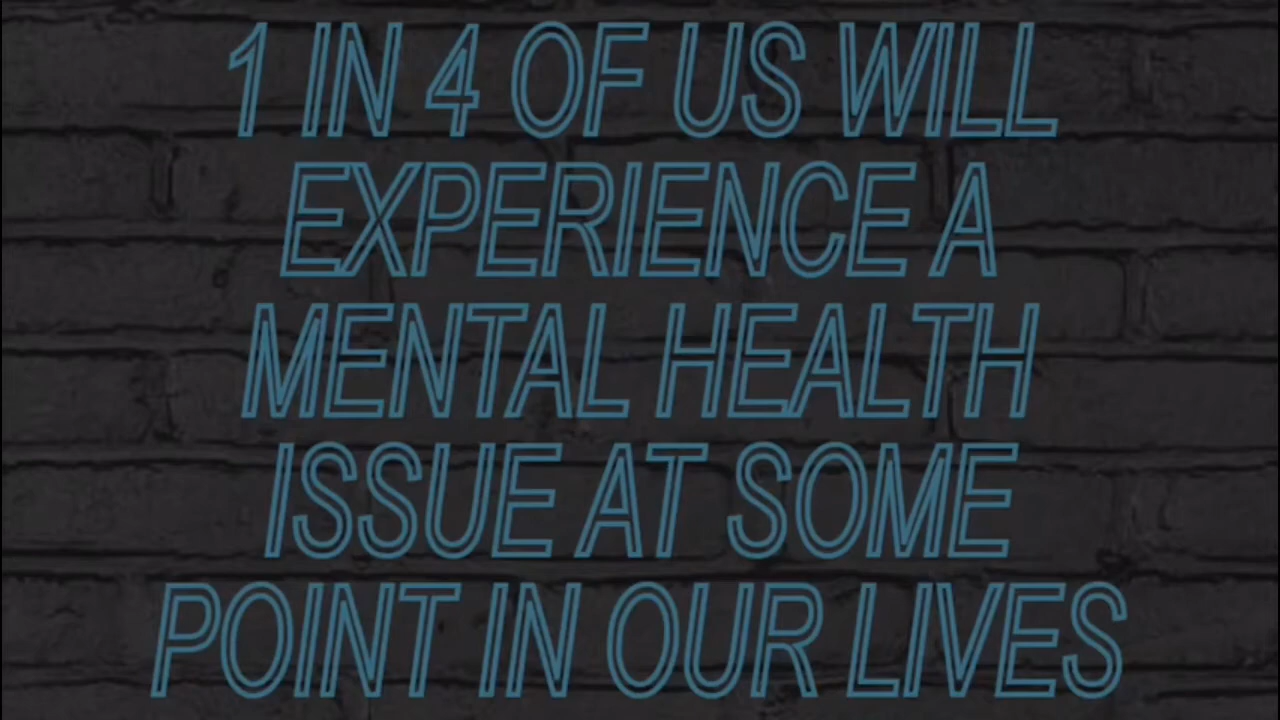 1 IN 4 OF US WILL
EXPERIENCE A
MENTAL HEALTH
ISSUE AT SOME
POINT IN OUR LIVES